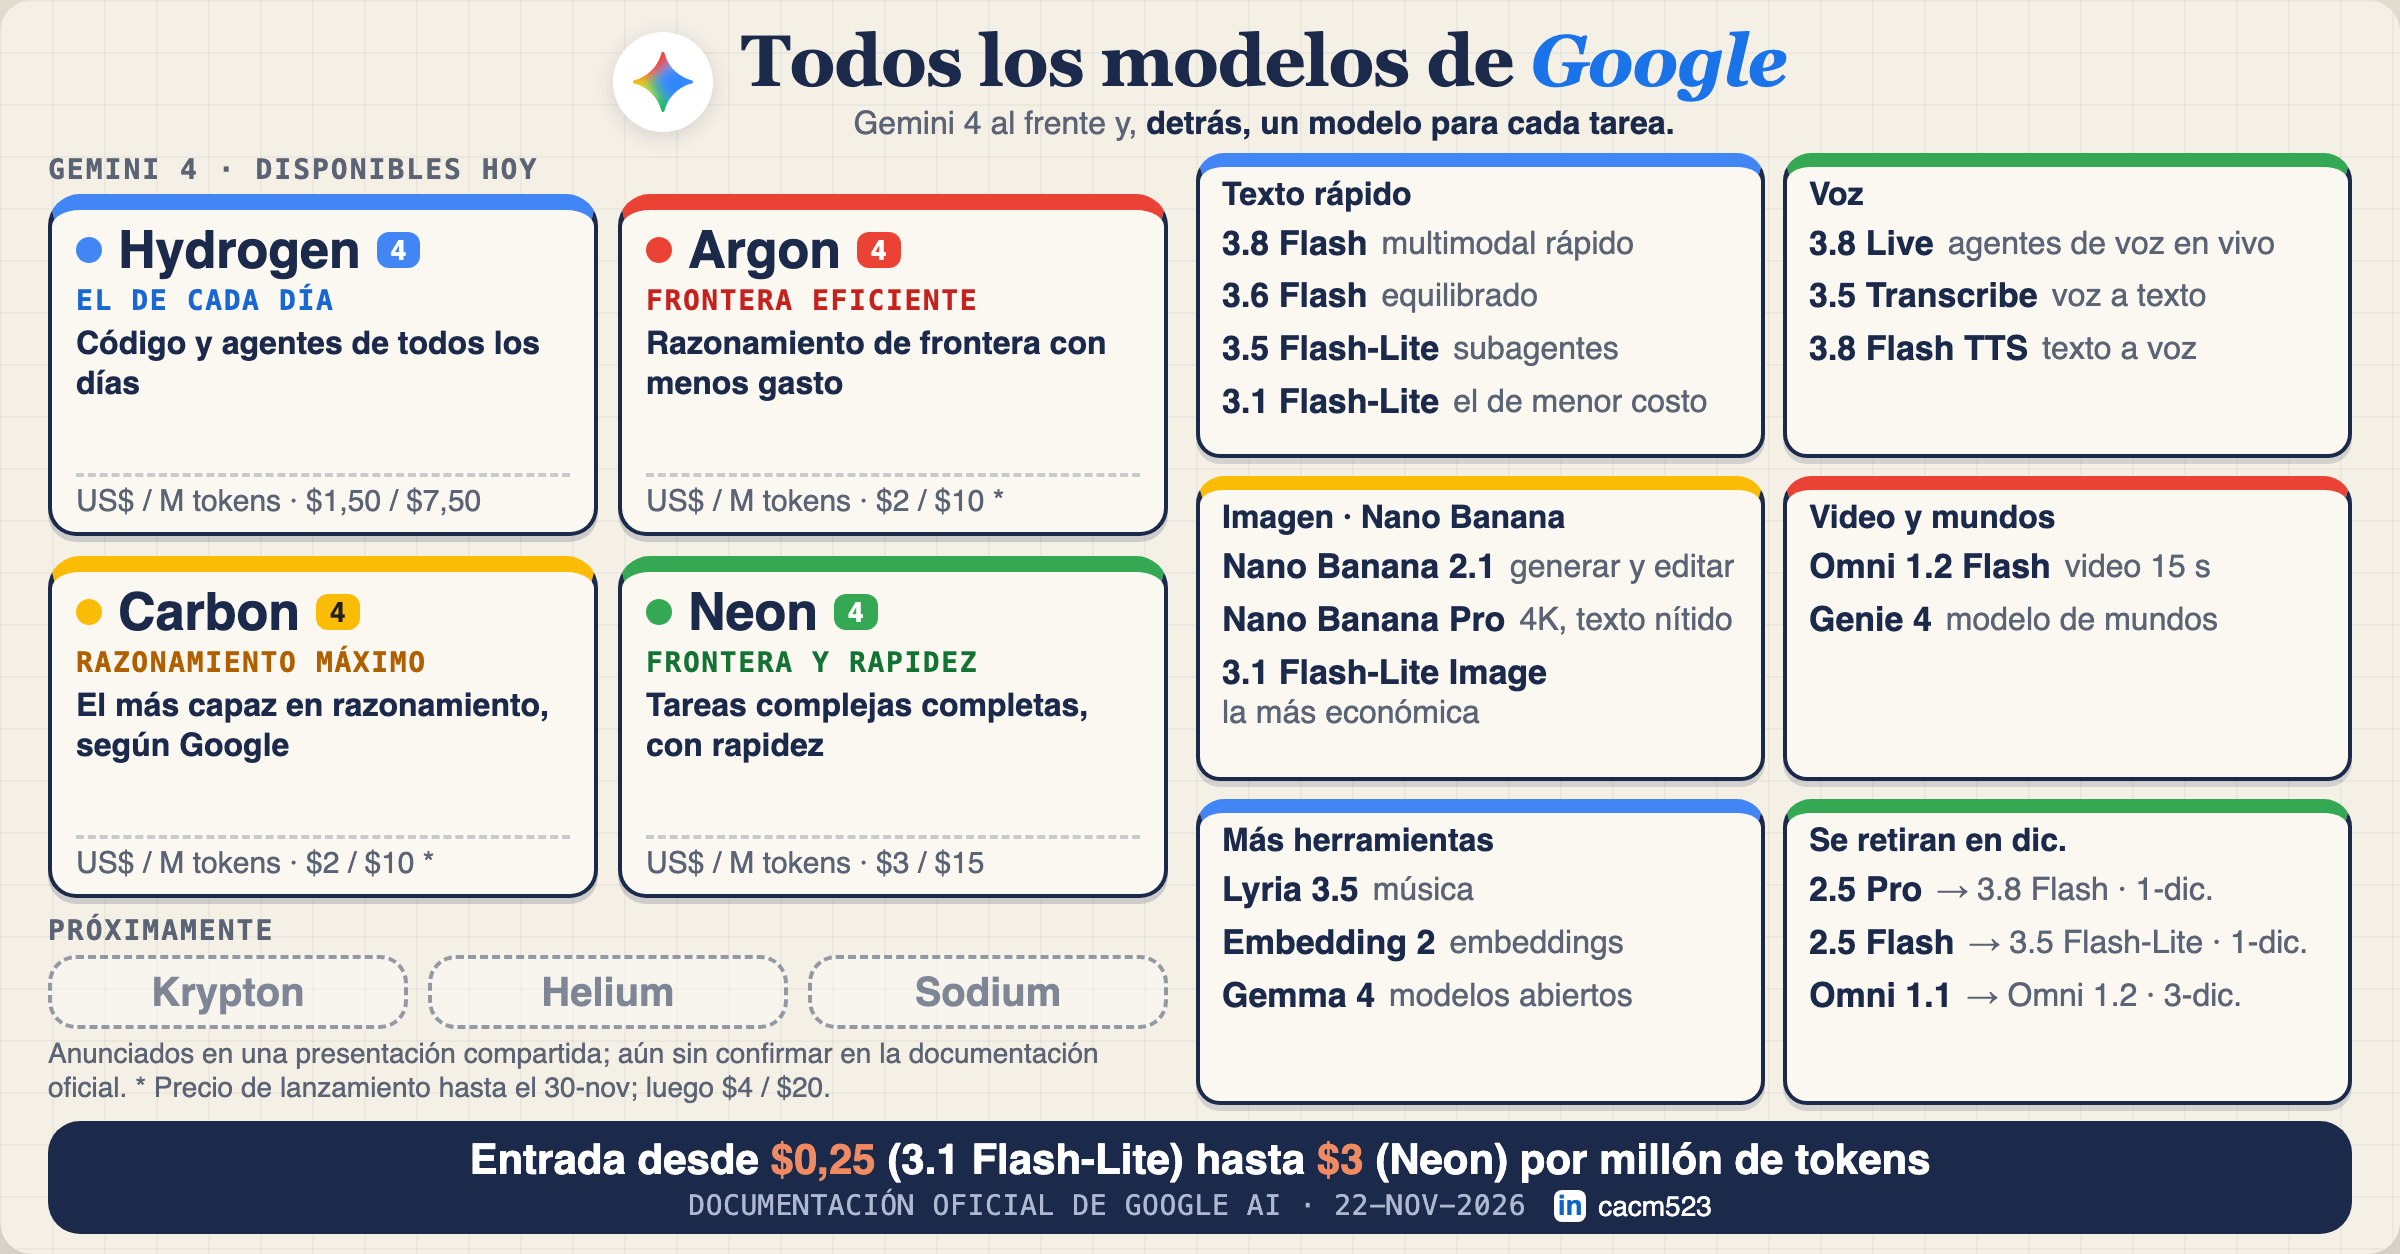 Todos los modelos de Google
Gemini 4 al frente y, detrás, un modelo para cada tarea.
GEMINI 4 · DISPONIBLES HOY
Hydrogen 4
EL DE CADA DÍA
Código y agentes de todos los
días
US$ / M tokens · $1,50 / $7,50
Argon 4
FRONTERA EFICIENTE
Razonamiento de frontera con
menos gasto
US$ / M tokens · $2 / $10 *
Carbon 4
RAZONAMIENTO MÁXIMO
El más capaz en razonamiento,
según Google
US$ / M tokens · $2 / $10 *
Neon 4
FRONTERA Y RAPIDEZ
Tareas complejas completas,
con rapidez
US$ / M tokens · $3 / $15
PRÓXIMAMENTE
Krypton
Helium
Sodium
Anunciados en una presentación compartida; aún sin confirmar en la documentación
oficial. * Precio de lanzamiento hasta el 30-nov; luego $4 / $20.
Texto rápido
3.8 Flash multimodal rápido
3.6 Flash equilibrado
3.5 Flash-Lite subagentes
3.1 Flash-Lite el de menor costo
Voz
3.8 Live agentes de voz en vivo
3.5 Transcribe voz a texto
3.8 Flash TTS texto a voz
Imagen · Nano Banana
Nano Banana 2.1 generar y editar
Nano Banana Pro 4K, texto nítido
3.1 Flash-Lite Image
la más económica
Video y mundos
Omni 1.2 Flash video 15 s
Genie 4 modelo de mundos
Más herramientas
Lyria 3.5 música
Embedding 2 embeddings
Gemma 4 modelos abiertos
Se retiran en dic.
2.5 Pro → 3.8 Flash · 1-dic.
2.5 Flash → 3.5 Flash-Lite · 1-dic.
Omni 1.1 → Omni 1.2 · 3-dic.
Entrada desde $0,25 (3.1 Flash-Lite) hasta $3 (Neon) por millón de tokens
DOCUMENTACIÓN OFICIAL DE GOOGLE AI · 22–NOV–2026 in cacm523